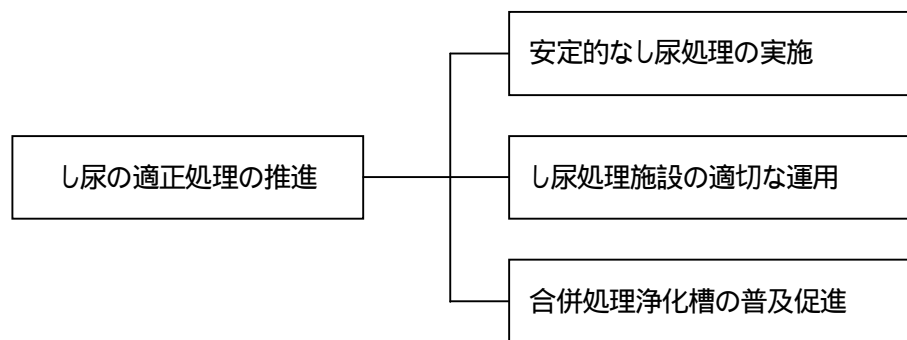 安定的なし尿処理の実施
し尿の適正処理の推進
し尿処理施設の適切な運用
合併処理浄化槽の普及促進